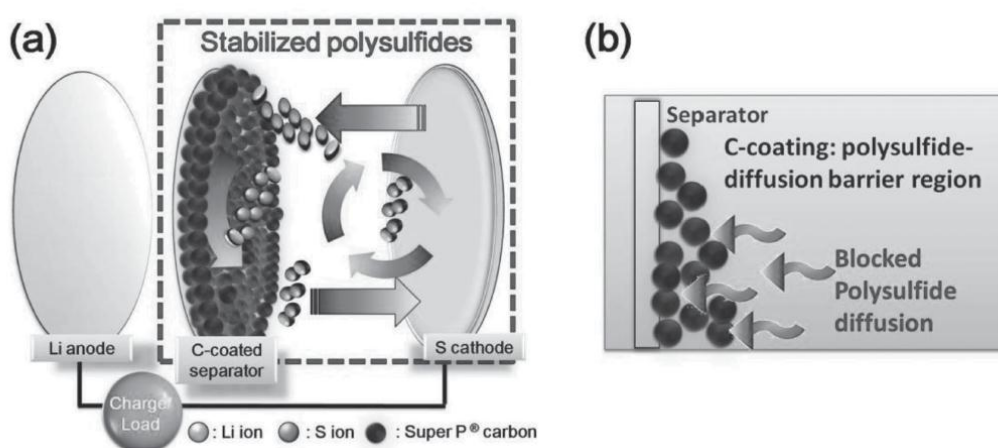 (a)
Stabilized polysulfides
Li anode
C-coated
separator
S cathode
Charge/
Load
: Li ion
: S ion
: Super P® carbon
(b)
Separator
C-coating: polysulfide-
diffusion barrier region
Blocked
Polysulfide
diffusion